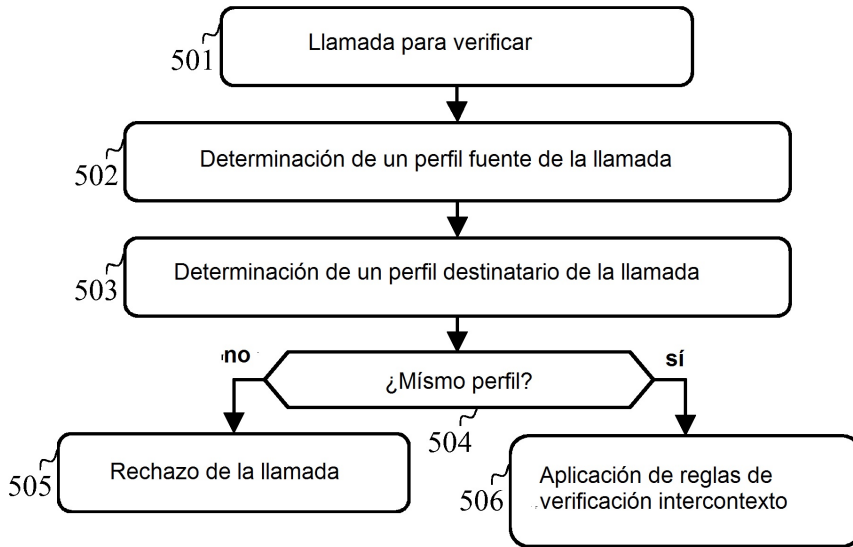 Llamada para verificar
501
Determinación de un perfil fuente de la llamada
502
Determinación de un perfil destinatario de la llamada
503
no
sí
¿Mísmo perfil?
504
Rechazo de la llamada
505
Aplicación de reglas de
verificación intercontexto
506